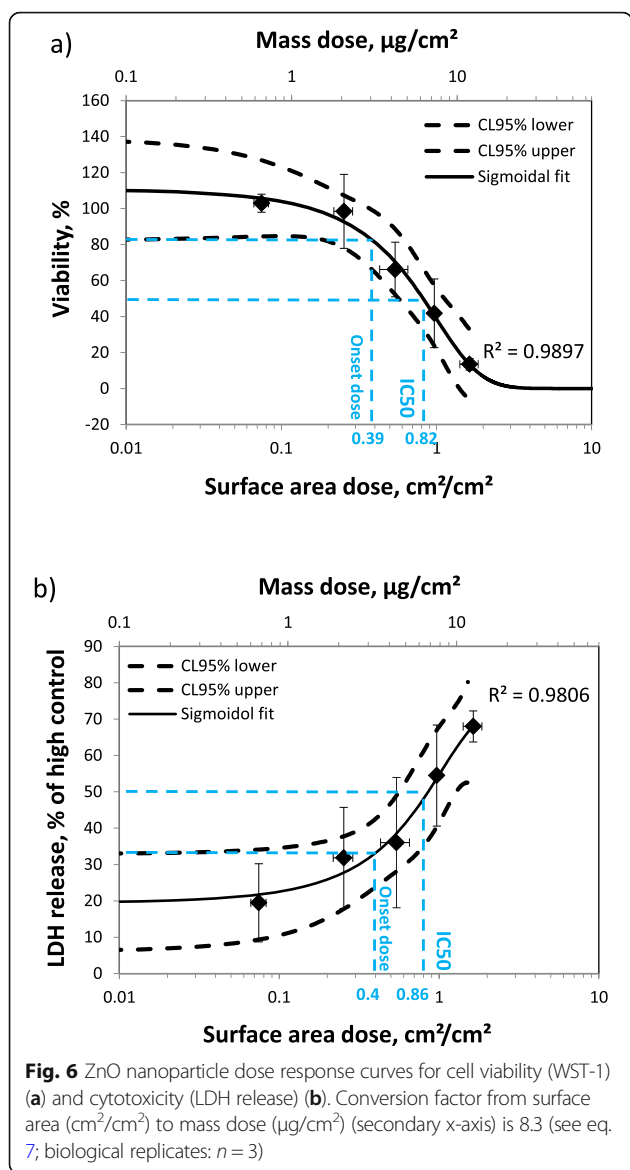 a)
Mass dose, µg/cm²
0.1 1 10
160
140
120
100
80
60
40
20
0
-20
Viability, %
CL95% lower
CL95% upper
Sigmoidal fit
R² = 0.9897
Onset dose
IC50
0.39 0.82
0.01 0.1 1 10
Surface area dose, cm²/cm²
b)
Mass dose, µg/cm²
0.1 1 10
90
80
70
60
50
40
30
20
10
0
LDH release, % of high control
CL95% lower
CL95% upper
Sigmoidol fit
R² = 0.9806
Onset dose
IC50
0.4 0.86
0.01 0.1 1 10
Surface area dose, cm²/cm²
Fig. 6 ZnO nanoparticle dose response curves for cell viability (WST-1)
(a) and cytotoxicity (LDH release) (b). Conversion factor from surface
area (cm²/cm²) to mass dose (µg/cm²) (secondary x-axis) is 8.3 (see eq.
7; biological replicates: n = 3)